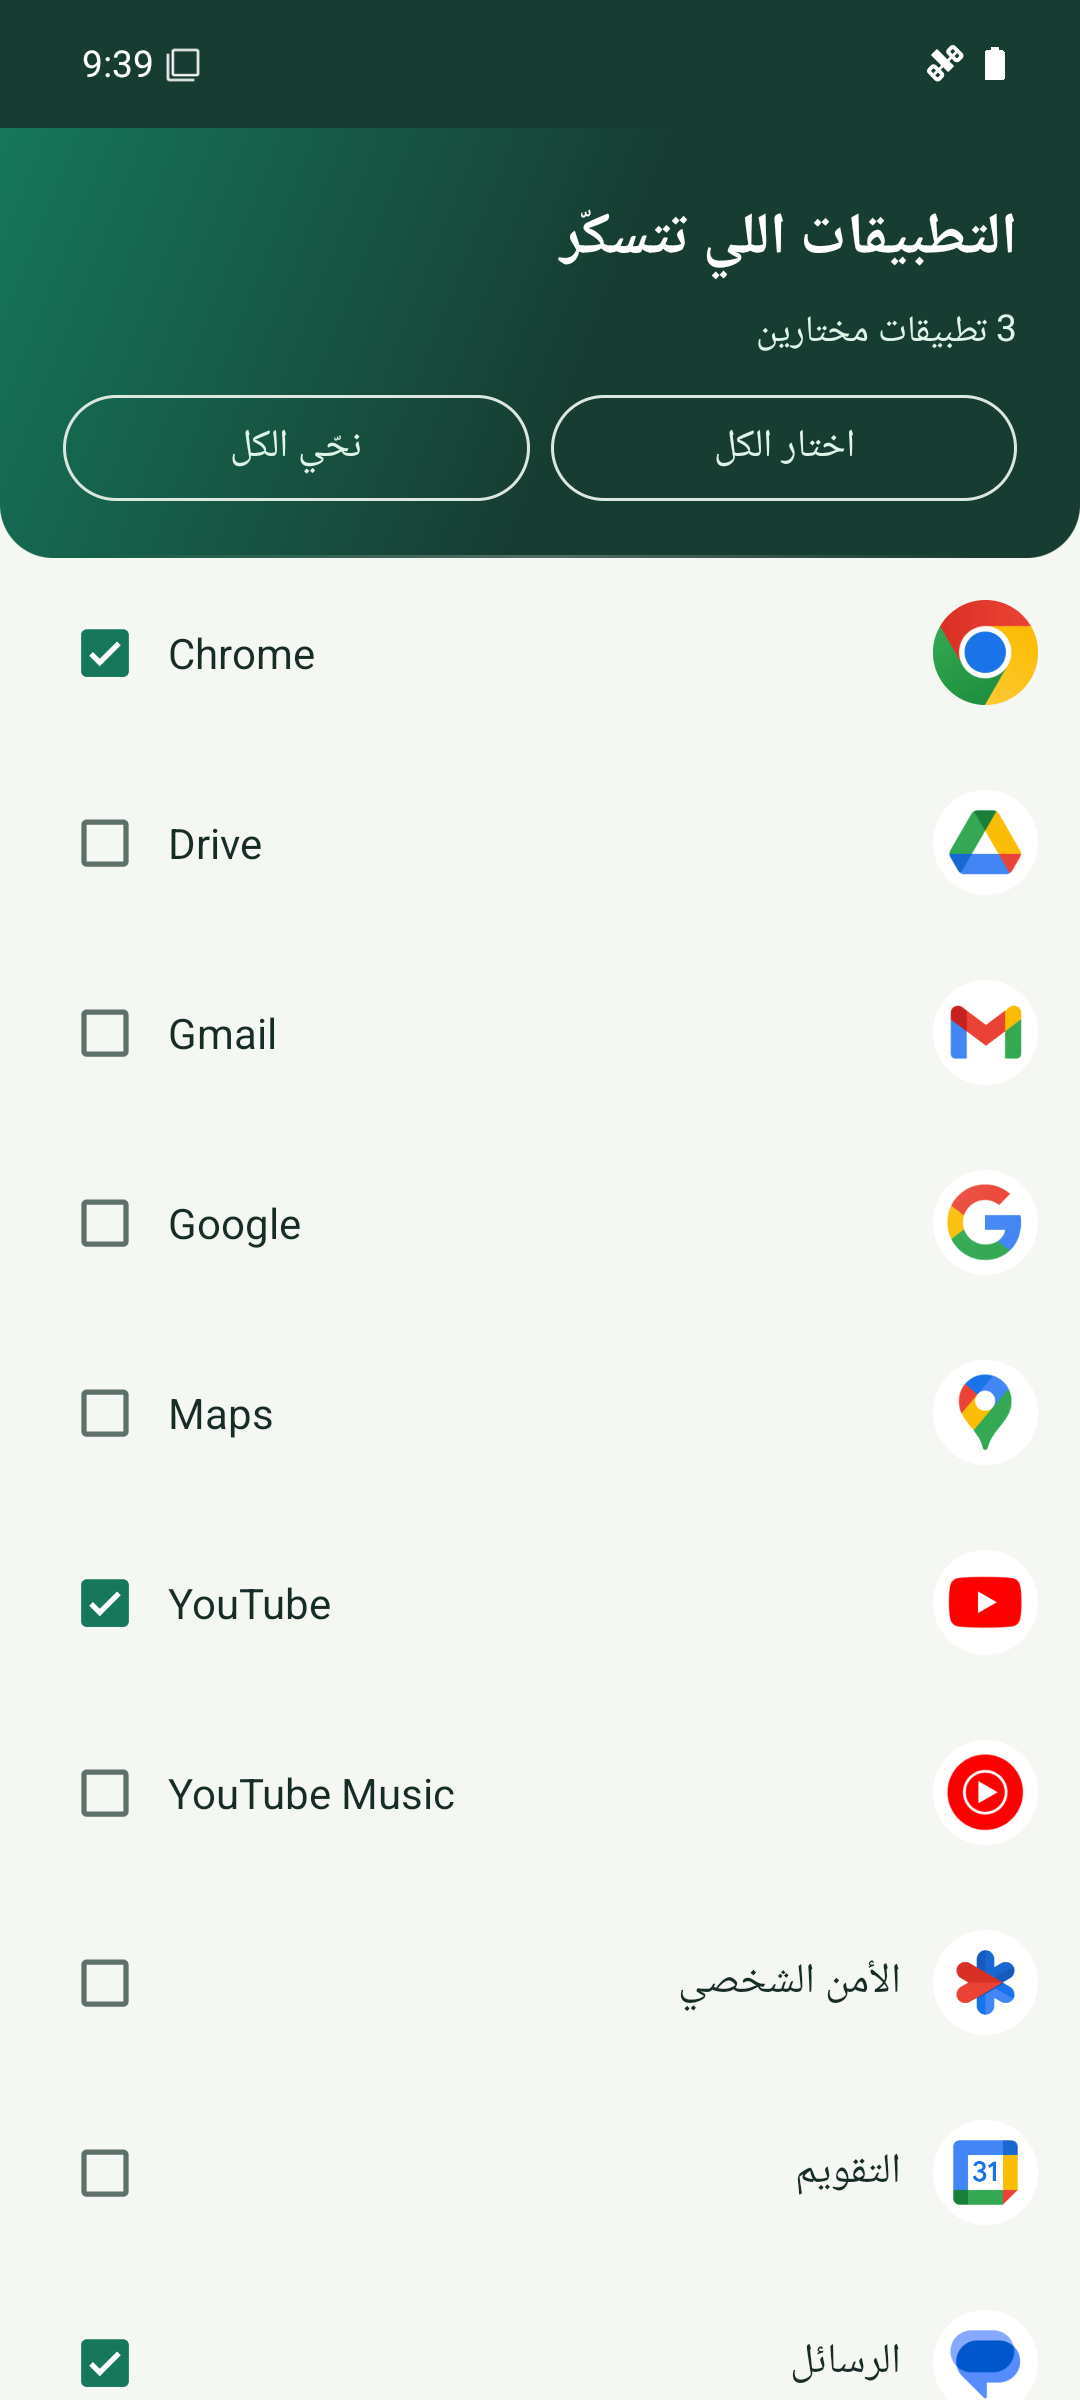 9:39
التطبيقات اللي تتسكّر
3 تطبيقات مختارين
اختار الكل
نحّي الكل
Chrome
Drive
Gmail
Google
Maps
YouTube
YouTube Music
الأمن الشخصي
التقويم
31
الرسائل